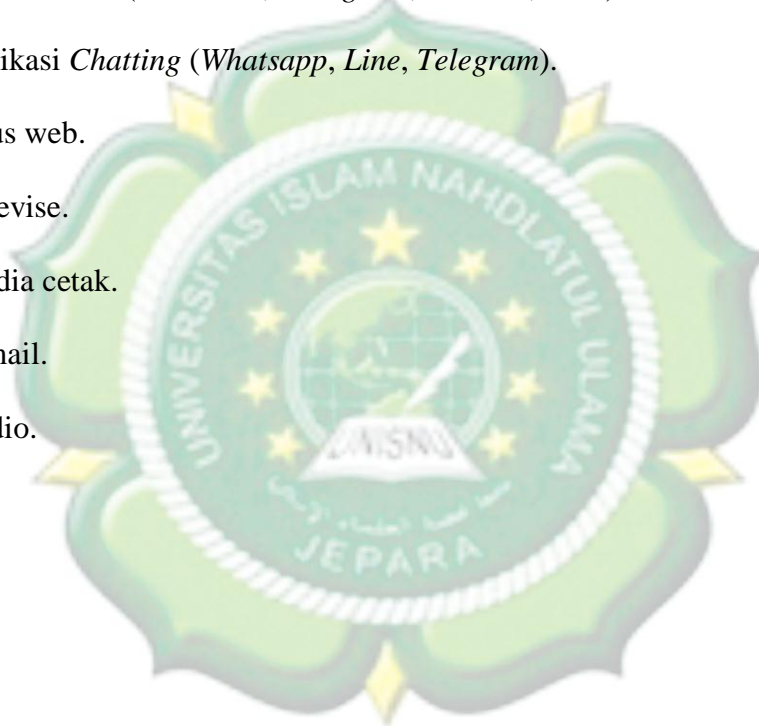 ikasi Chatting (Whatsapp, Line, Telegram).
us web.
evise.
dia cetak.
nail.
dio.
UNIVERSITAS ISLAM NAHDLATUL ULAMA
UNISNU
JEPARA